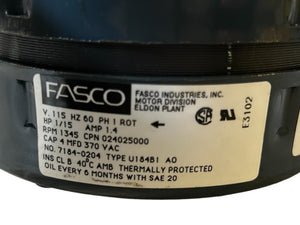 FASCO
FASCO INDUSTRIES, INC.
MOTOR DIVISION
ELDON PLANT
V. 115 HZ 60 PH 1 ROT ←
HP 1/15 AMP 1.4
RPM 1345 CPN 024025000
CAP 4 MFD 370 VAC
NO. 7184-0204 TYPE U184B1 AO
INS CL B 40°C AMB THERMALLY PROTECTED
OIL EVERY 6 MONTHS WITH SAE 20
E3102